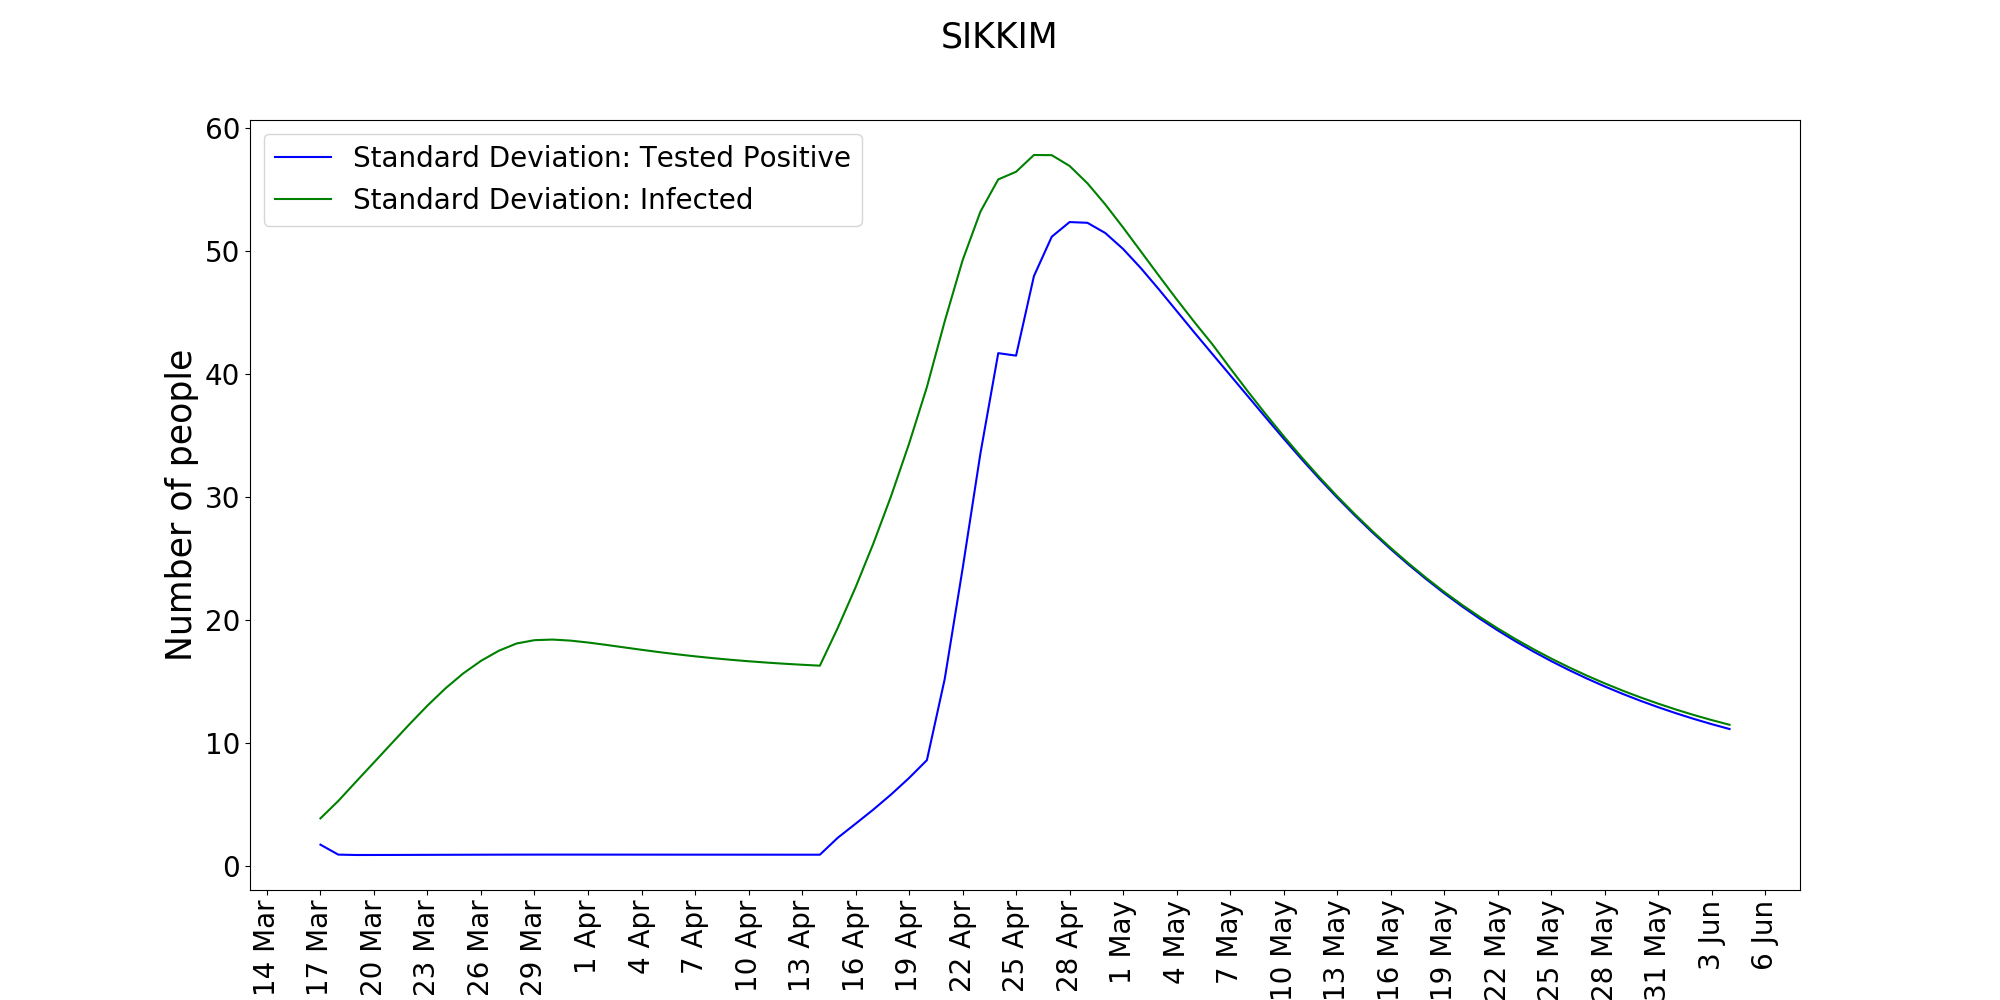 SIKKIM
Standard Deviation: Tested Positive
Standard Deviation: Infected
Number of people
60
50
40
30
20
10
0
14 Mar
17 Mar
20 Mar
23 Mar
26 Mar
29 Mar
1 Apr
4 Apr
7 Apr
10 Apr
13 Apr
16 Apr
19 Apr
22 Apr
25 Apr
28 Apr
1 May
4 May
7 May
10 May
13 May
16 May
19 May
22 May
25 May
28 May
31 May
3 Jun
6 Jun